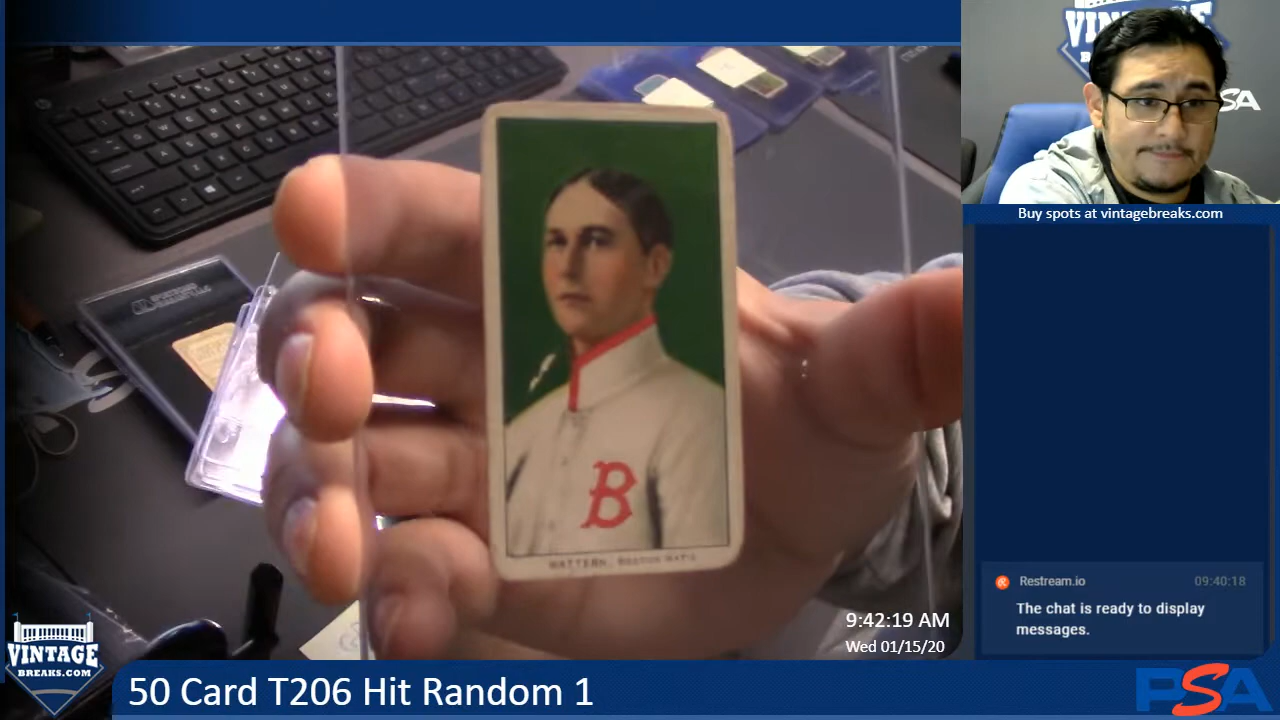 VINTAGE
SA
Buy spots at vintagebreaks.com
B
MATTERN, BOSTON NAT'L
Restream.io 09:40:18
The chat is ready to display
messages.
9:42:19 AM
Wed 01/15/20
VINTAGE
BREAKS.COM
50 Card T206 Hit Random 1
PSA